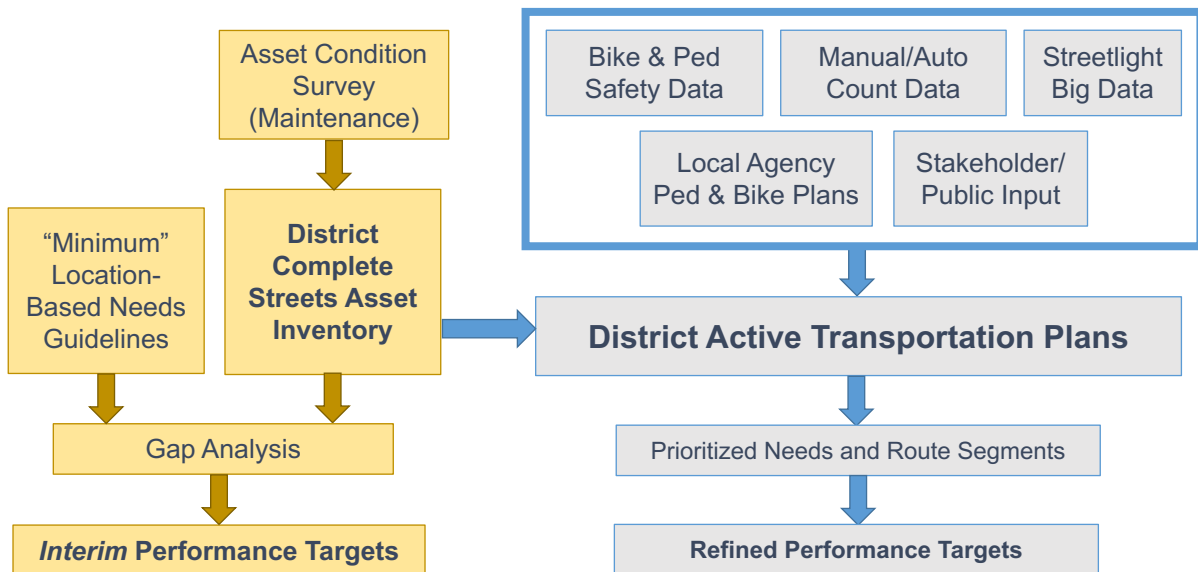 Asset Condition
Survey
(Maintenance)
“Minimum”
Location-
Based Needs
Guidelines
District
Complete
Streets Asset
Inventory
Gap Analysis
Interim Performance Targets
Bike & Ped
Safety Data
Manual/Auto
Count Data
Streetlight
Big Data
Local Agency
Ped & Bike Plans
Stakeholder/
Public Input
District Active Transportation Plans
Prioritized Needs and Route Segments
Refined Performance Targets